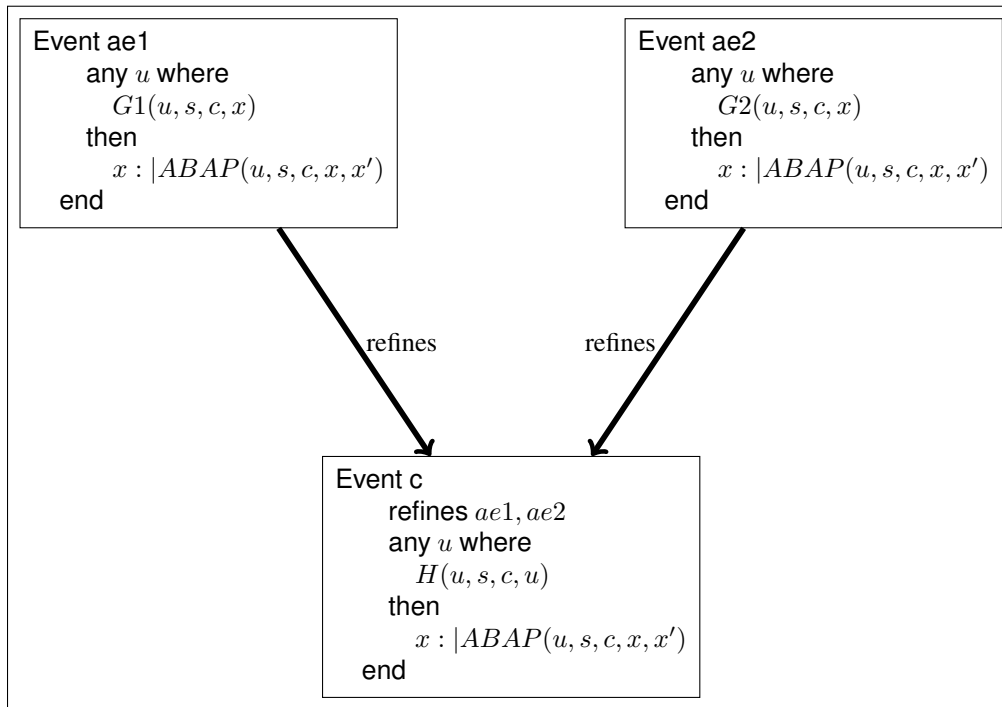 Event ae1
any u where
G1(u, s, c, x)
then
x : |ABAP(u, s, c, x, x′)
end
Event ae2
any u where
G2(u, s, c, x)
then
x : |ABAP(u, s, c, x, x′)
end
refines
refines
Event c
refines ae1, ae2
any u where
H(u, s, c, u)
then
x : |ABAP(u, s, c, x, x′)
end